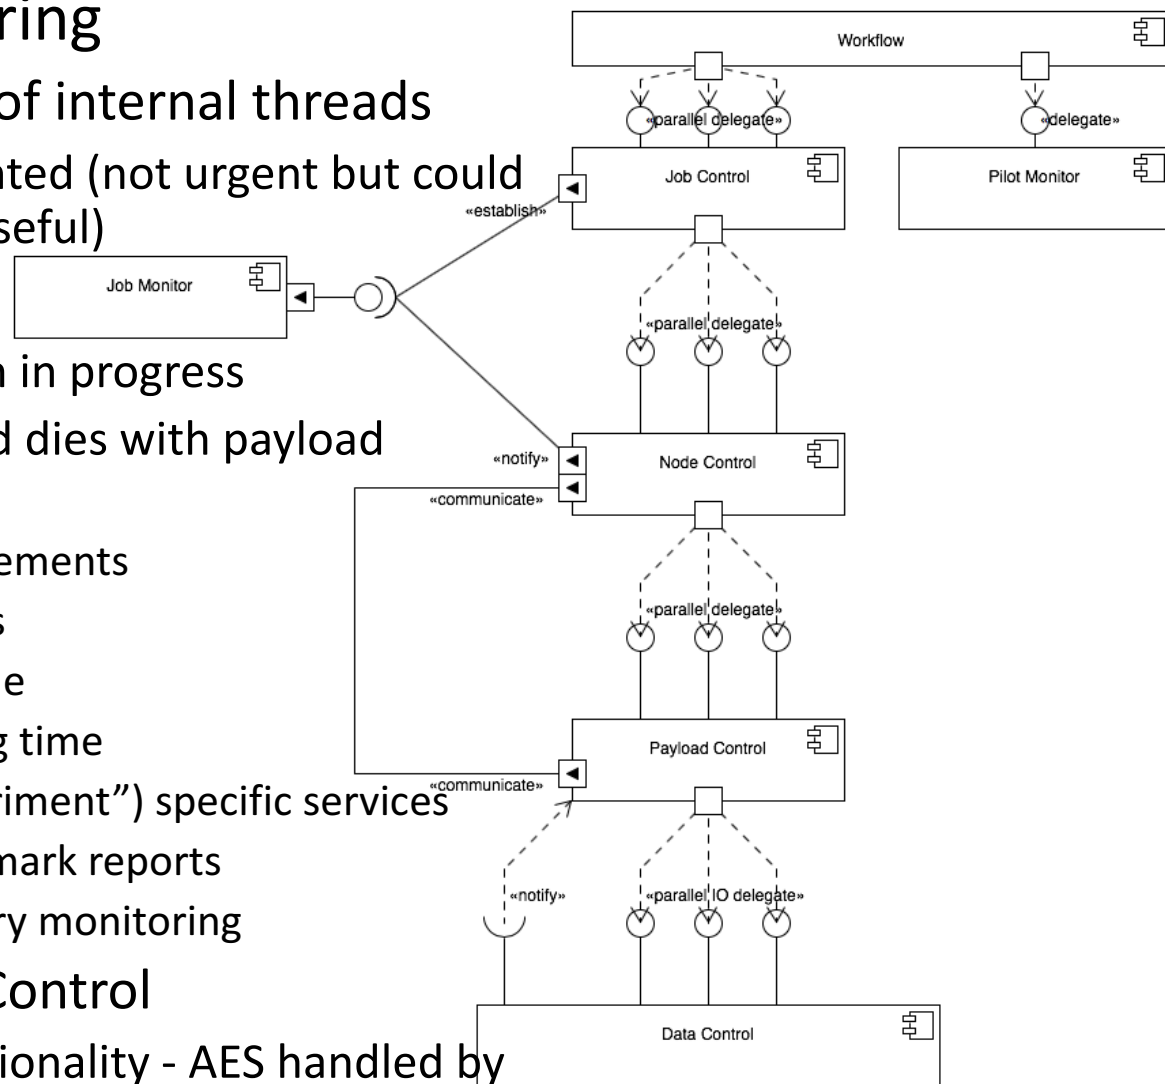 ring
of internal threads
ated (not urgent but could
seful)
n in progress
d dies with payload
ements
s
e
g time
riment”) specific services
mark reports
ry monitoring
Control
ionality - AES handled by
Workflow
«parallel delegate»
«delegate»
Job Control
Pilot Monitor
«establish»
Job Monitor
«parallel delegate»
«notify»
Node Control
«communicate»
«parallel delegate»
Payload Control
«communicate»
«notify»
«parallel IO delegate»
Data Control